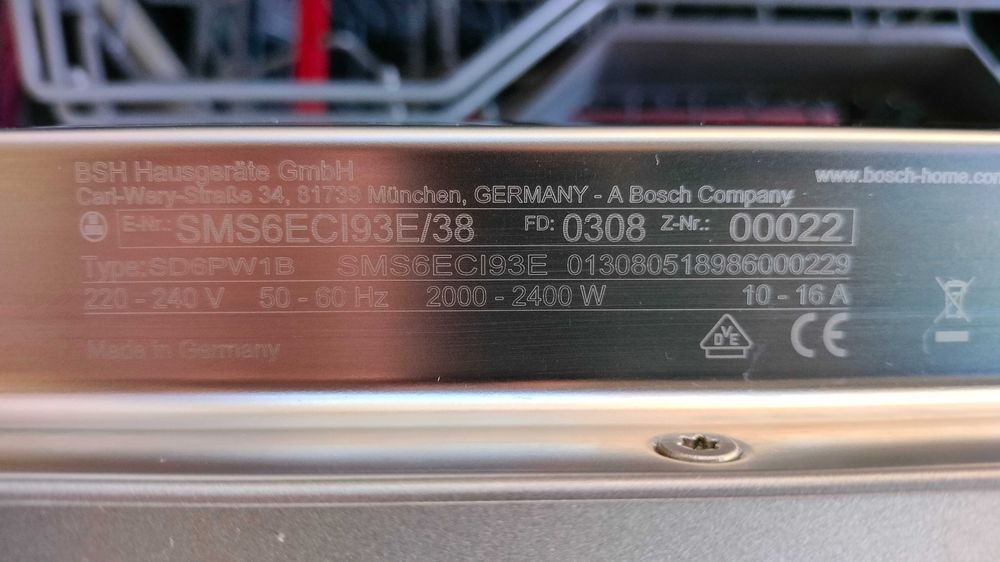 BSH Hausgeräte GmbH
www.bosch-home.com
Carl-Wery-Straße 34, 81739 München, GERMANY - A Bosch Company
E-Nr.: SMS6ECI93E/38 FD: 0308 Z-Nr.: 00022
Type:SD6PW1B SMS6ECI93E 013080518986000229
220 - 240 V 50 - 60 Hz 2000 - 2400 W 10 - 16 A
VDE CE
Made in Germany